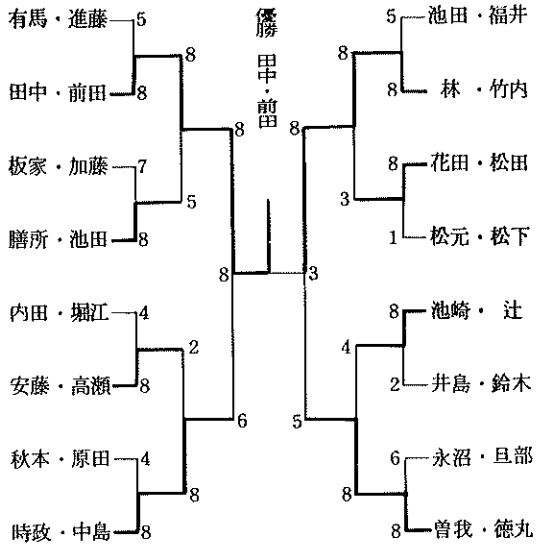 優勝 田中・前田
有馬・進藤 5
8
田中・前田 8
8
板家・加藤 7
5
膳所・池田 8
8
内田・堀江 4
2
安藤・高瀬 8
6
秋本・原田 4
8
時政・中島 8
8
3
5 池田・福井
8
8 林・竹内
8
8 花田・松田
3
1 松元・松下
8 池崎・辻
4
2 井島・鈴木
5
6 永沼・旦部
8
8 曽我・徳丸